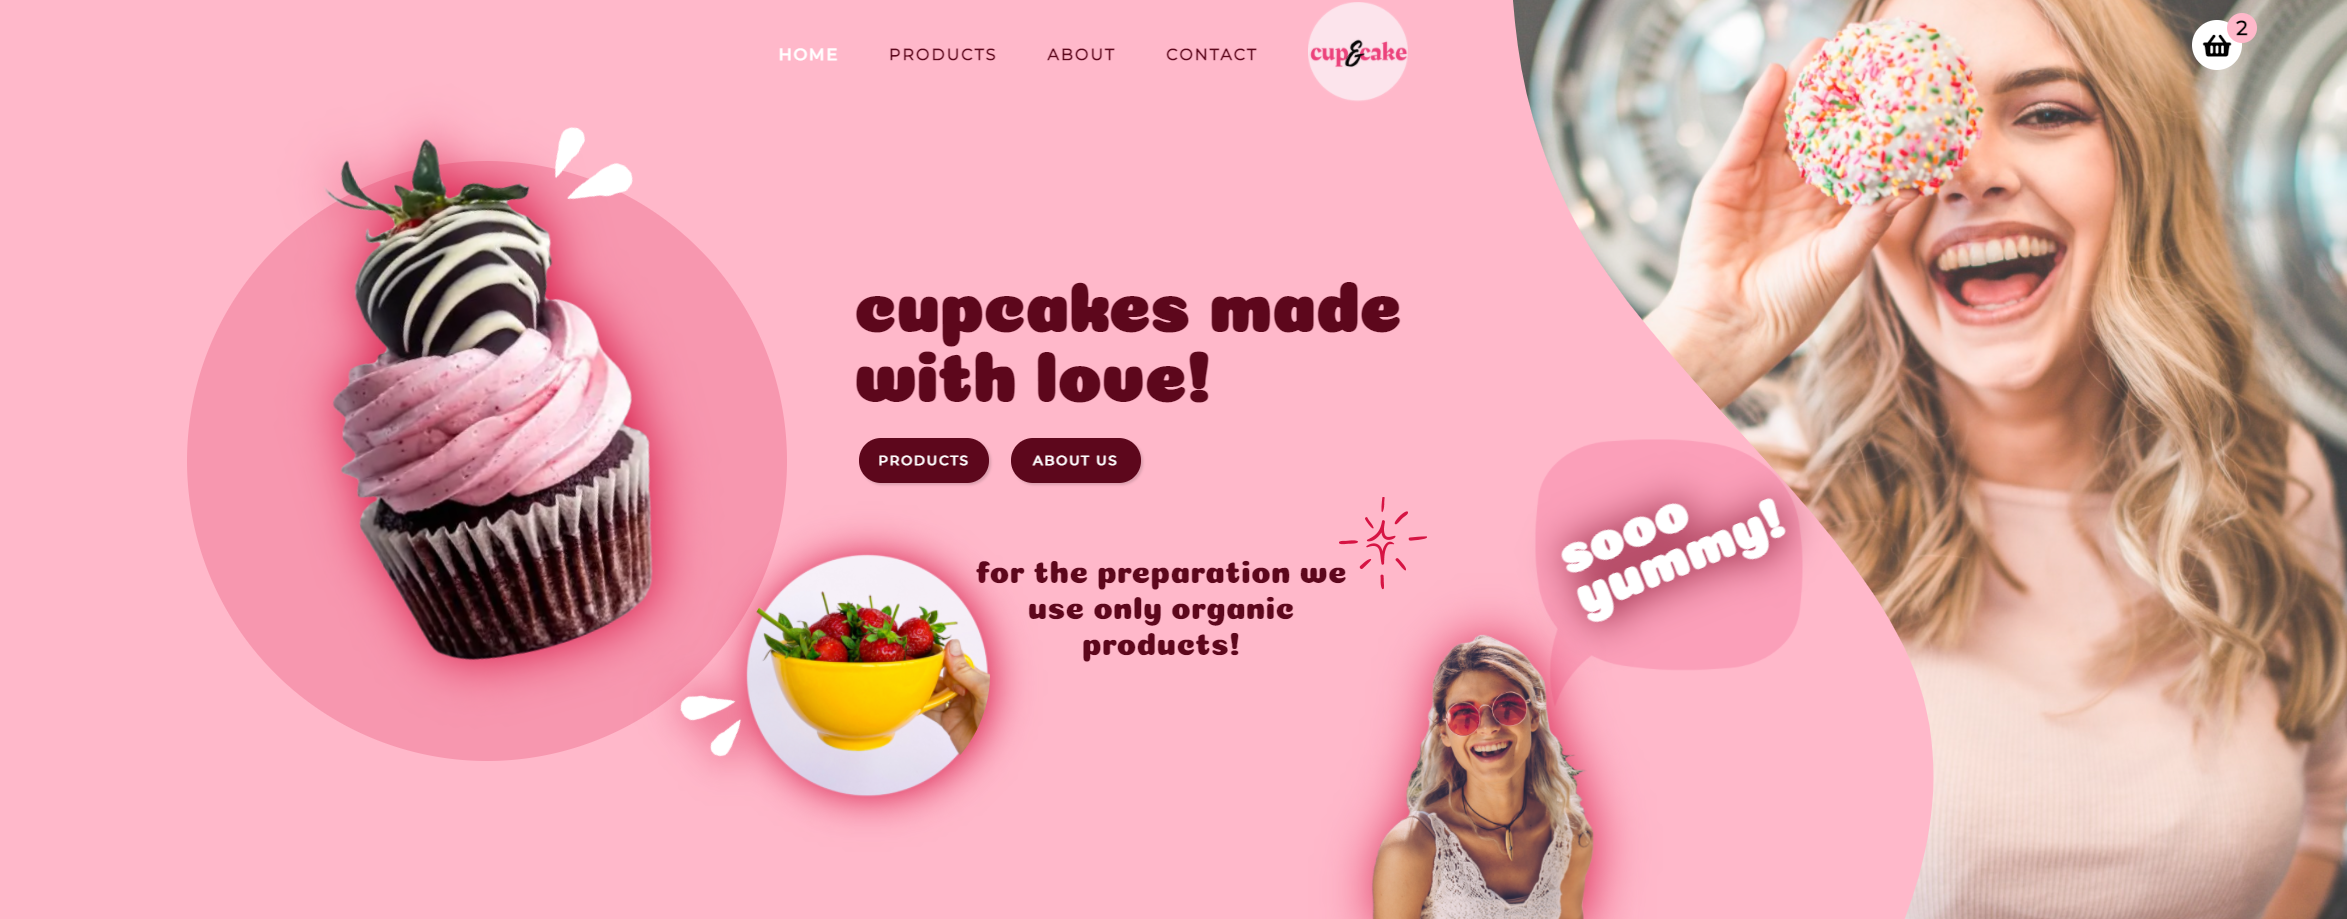 HOME
PRODUCTS
ABOUT
CONTACT
cup&cake
2
cupcakes made
with love!
PRODUCTS
ABOUT US
for the preparation we
use only organic
products!
sooo
yummy!